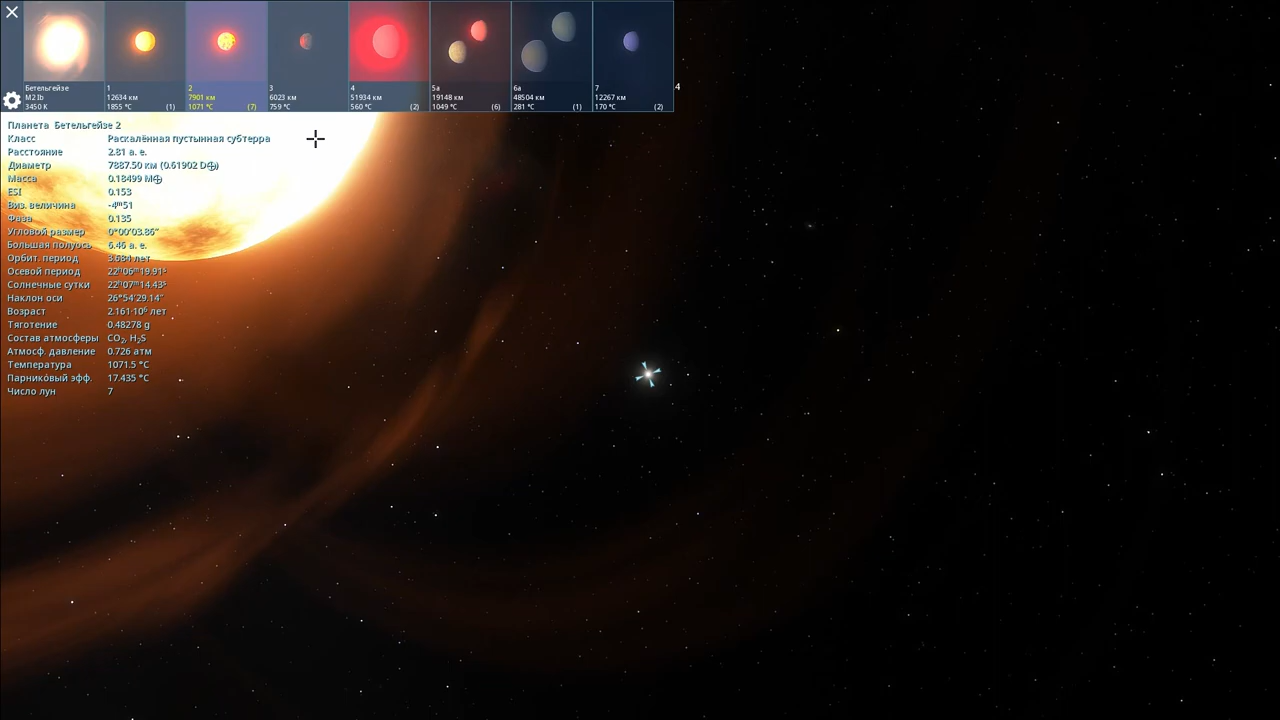 Бетельгейзе
M2 Ib
3450 K
1
12634 км
1855 °C (1)
2
7901 км
1071 °C (7)
3
6023 км
759 °C
4
51934 км
560 °C (2)
5a
19148 км
1049 °C (6)
6a
48504 км
281 °C (1)
7
12267 км
170 °C (2)
4
Планета Бетельгейзе 2
Класс Раскалённая пустынная субтерра
Расстояние 2.81 а. е.
Диаметр 7887.50 км (0.61902 D⊕)
Масса 0.18499 M⊕
ESI 0.153
Виз. величина -4ᵐ51
Фаза 0.135
Угловой размер 0°00'03.86"
Большая полуось 6.46 а. е.
Орбит. период 3.684 лет
Осевой период 22ʰ06ᵐ19.91ˢ
Солнечные сутки 22ʰ07ᵐ14.43ˢ
Наклон оси 26°54'29.14"
Возраст 2.161·10⁶ лет
Тяготение 0.48278 g
Состав атмосферы CO₂, H₂S
Атмосф. давление 0.726 атм
Температура 1071.5 °C
Парниковый эфф. 17.435 °C
Число лун 7